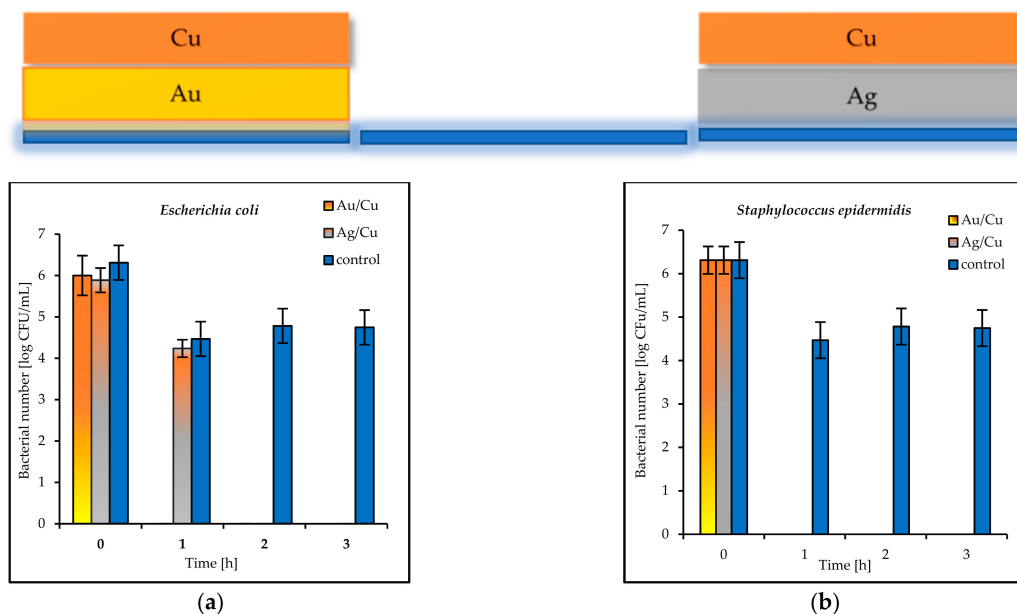 Cu
Au
Cu
Ag
Escherichia coli
Au/Cu
Ag/Cu
control
Bacterial number [log CFU/mL]
7
6
5
4
3
2
1
0
0 1 2 3
Time [h]
(a)
Staphylococcus epidermidis
Au/Cu
Ag/Cu
control
Bacterial number [log CFu/mL]
7
6
5
4
3
2
1
0
0 1 2 3
Time [h]
(b)